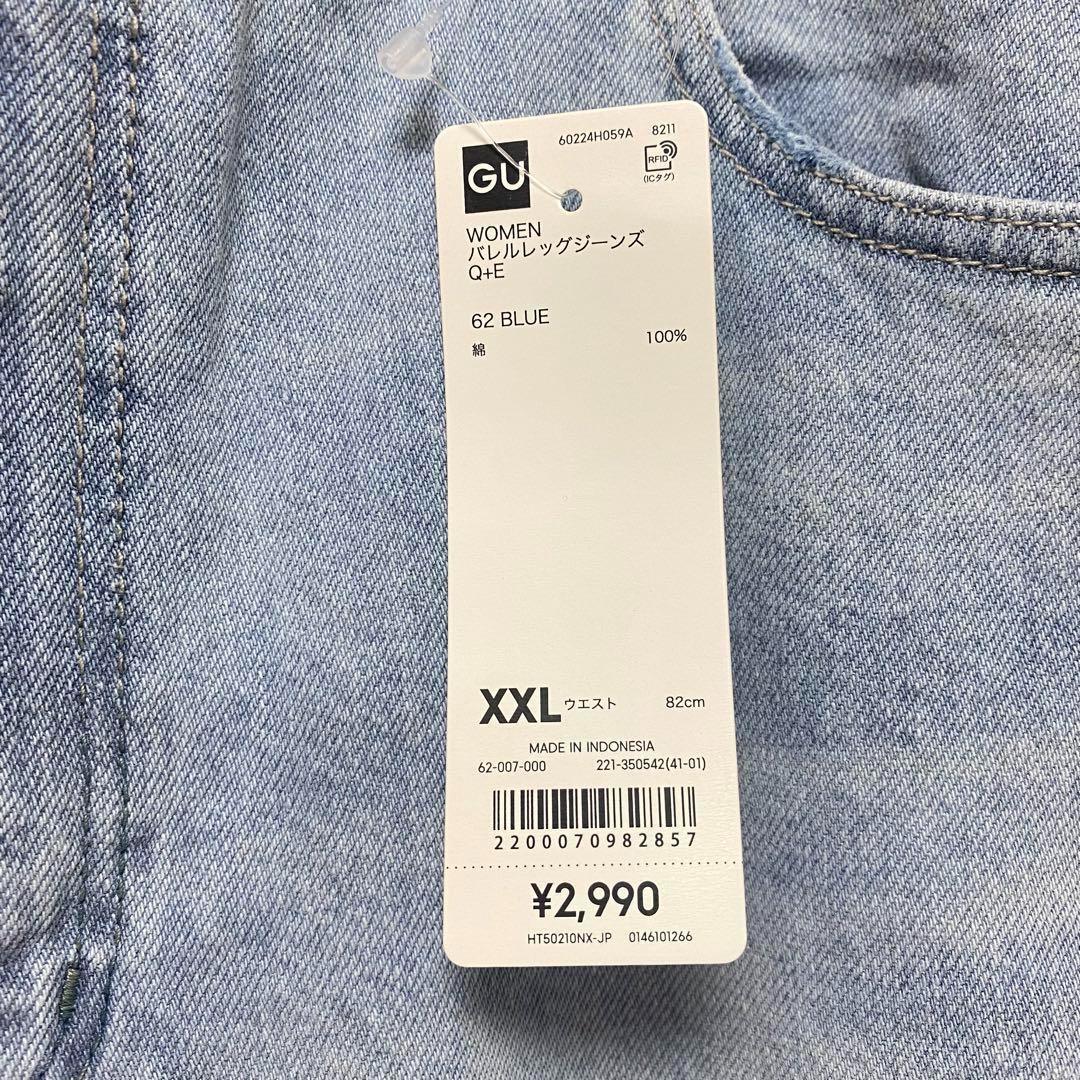 60224H059A 8211
GU
RFID
(ICタグ)
WOMEN
バレルレッグジーンズ
Q+E
62 BLUE
綿 100%
XXL ウエスト 82cm
MADE IN INDONESIA
62-007-000 221-350542(41-01)
2200070982857
¥2,990
HT50210NX-JP 0146101266